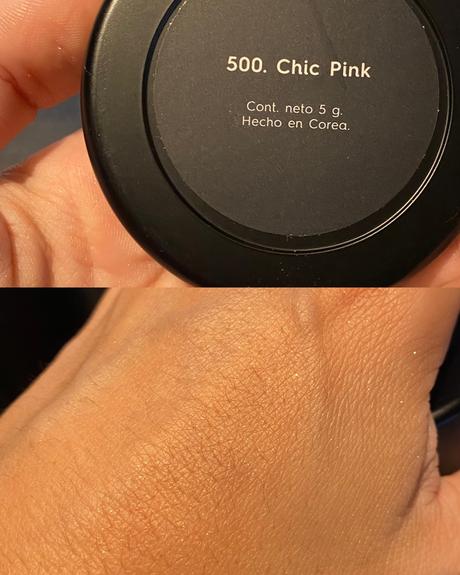 500. Chic Pink
Cont. neto 5 g.
Hecho en Corea.